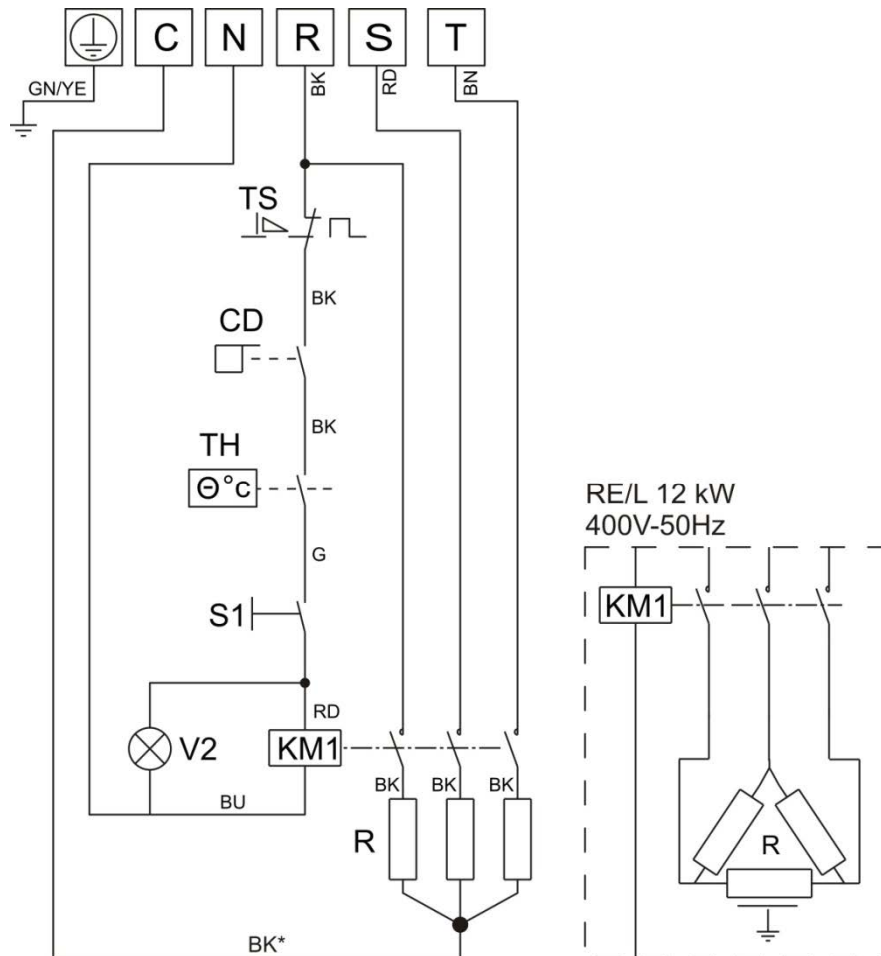 C N R S T
GN/YE
BK
RD
BN
TS
BK
CD
BK
TH
Θ°c
G
S1
RD
V2
KM1
BU
BK BK BK
R
BK*
RE/L 12 kW
400V-50Hz
KM1
R